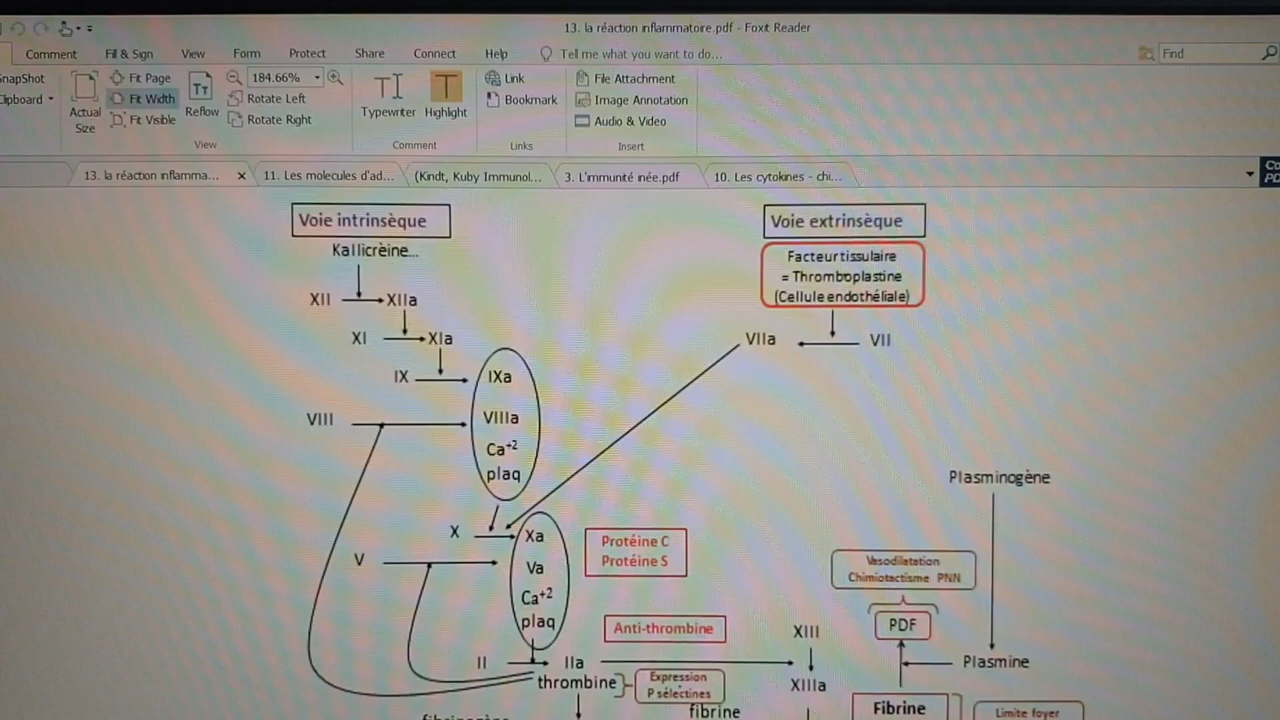 13. la réaction inflammatoire.pdf - Foxit Reader
Comment Fill & Sign View Form Protect Share Connect Help Tell me what you want to do... Find
SnapShot
Clipboard
Actual Size
Fit Page
Fit Width
Fit Visible
Reflow
184.66%
Rotate Left
Rotate Right
View
Typewriter
Highlight
Comment
Link
Bookmark
Links
File Attachment
Image Annotation
Audio & Video
Insert
13. la réaction inflamma... 11. Les molecules d'ad... (Kindt, Kuby Immunol... 3. L'immunité inée.pdf 10. Les cytokines - chi...
Voie intrinsèque
Voie extrinsèque
Kallicrèine...
Facteur tissulaire
= Thromboplastine
(Cellule endothéliale)
XII XIIa
XI XIa
VIIa VII
IX IXa
VIII VIIIa
Ca+2
plaq
Plasminogène
X Xa
Protéine C
Protéine S
V Va
Vasodilatation
Chimiotactisme PNN
Ca+2
plaq
Anti-thrombine
XIII
PDF
II IIa
Plasmine
thrombine
Expression
P sélectines
XIIIa
fibrinogène
fibrine
Fibrine
Limite foyer